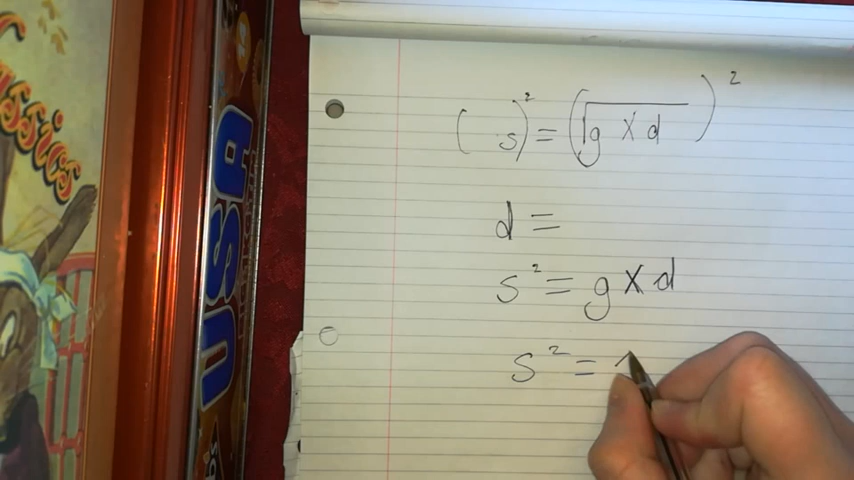 ( s)² = (√g X d)²
d =
s² = g X d
s² =
USA